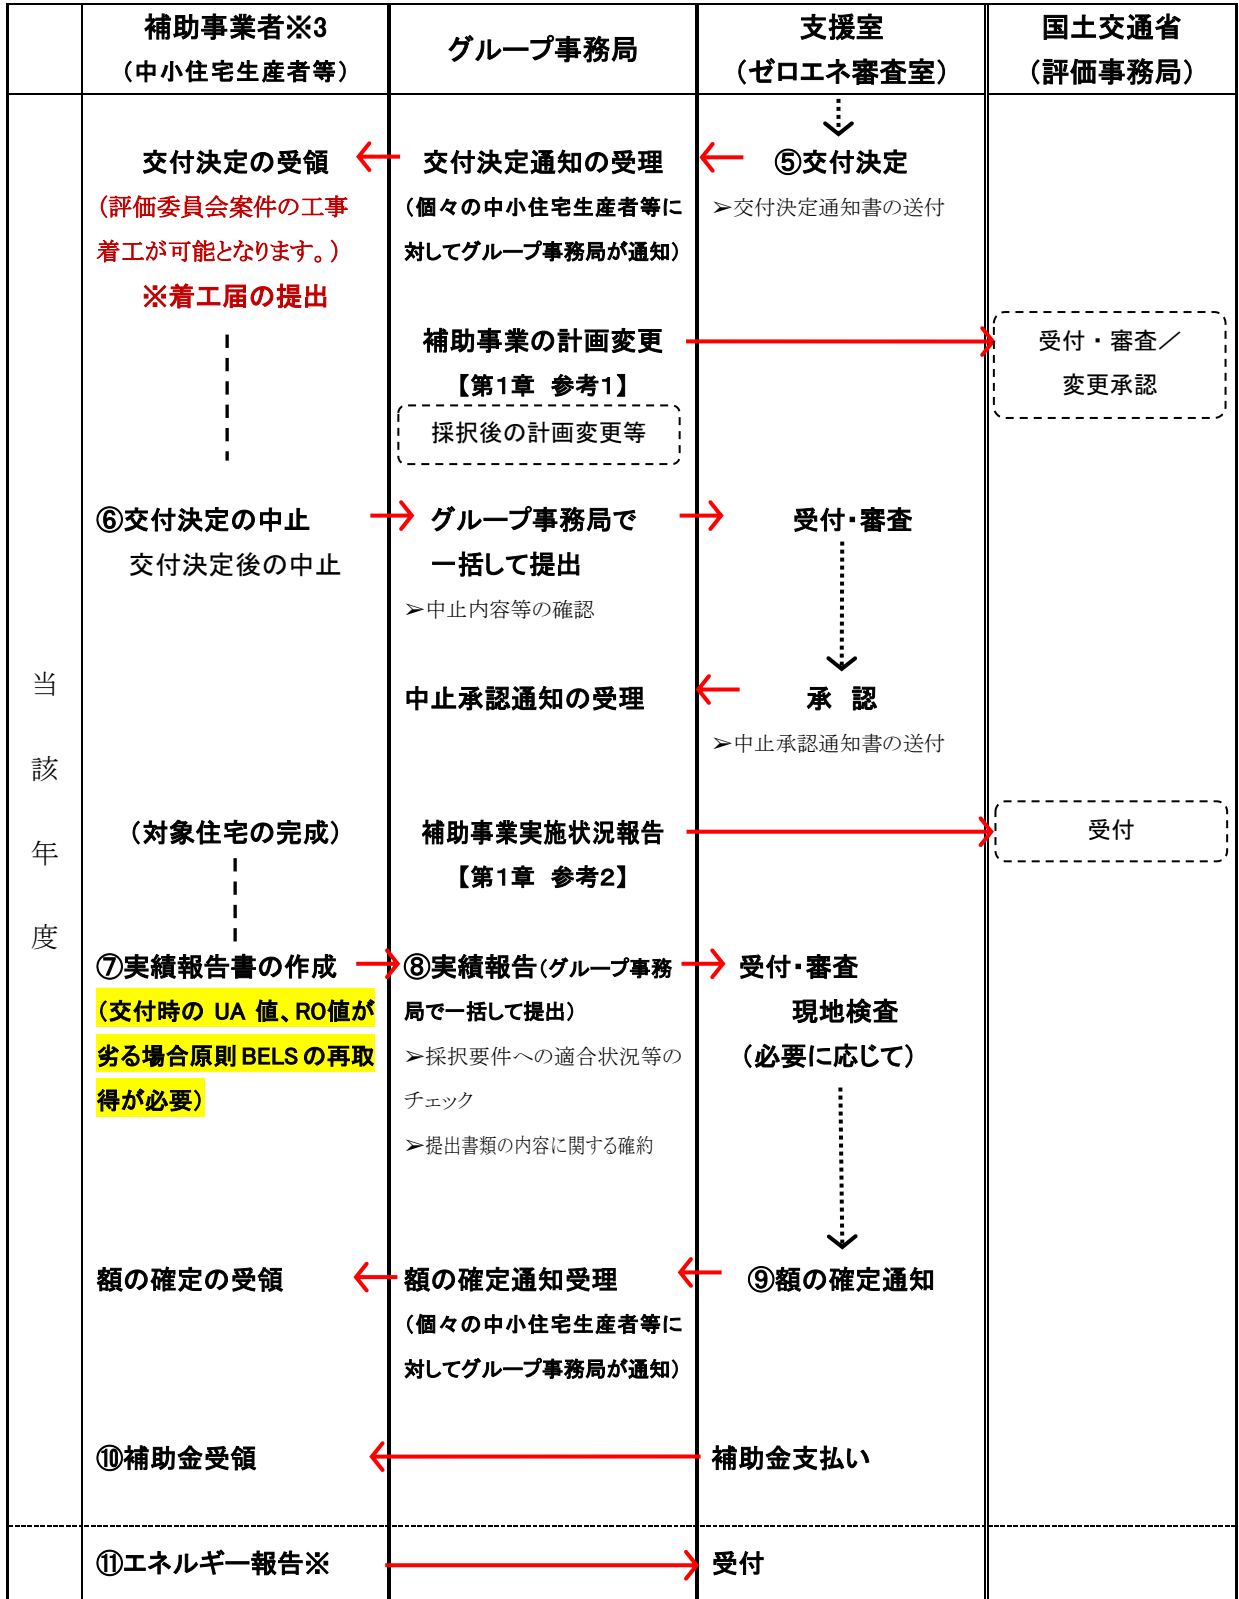 補助事業者※3
（中小住宅生産者等）
グループ事務局
支援室
（ゼロエネ審査室）
国土交通省
（評価事務局）
当該年度
交付決定の受領
交付決定通知の受理
⑤交付決定
（評価委員会案件の工事
着工が可能となります。）
※着工届の提出
（個々の中小住宅生産者等に
対してグループ事務局が通知）
➢交付決定通知書の送付
補助事業の計画変更
【第1章 参考1】
採択後の計画変更等
受付・審査／
変更承認
⑥交付決定の中止
交付決定後の中止
グループ事務局で
一括して提出
➢中止内容等の確認
受付・審査
中止承認通知の受理
承 認
➢中止承認通知書の送付
（対象住宅の完成）
補助事業実施状況報告
【第1章 参考2】
受付
⑦実績報告書の作成
（交付時の UA 値、R0値が
劣る場合原則 BELS の再取
得が必要）
⑧実績報告（グループ事務
局で一括して提出）
➢採択要件への適合状況等の
チェック
➢提出書類の内容に関する確約
受付・審査
現地検査
（必要に応じて）
額の確定の受領
額の確定通知受理
（個々の中小住宅生産者等に
対してグループ事務局が通知）
⑨額の確定通知
⑩補助金受領
補助金支払い
⑪エネルギー報告※
受付